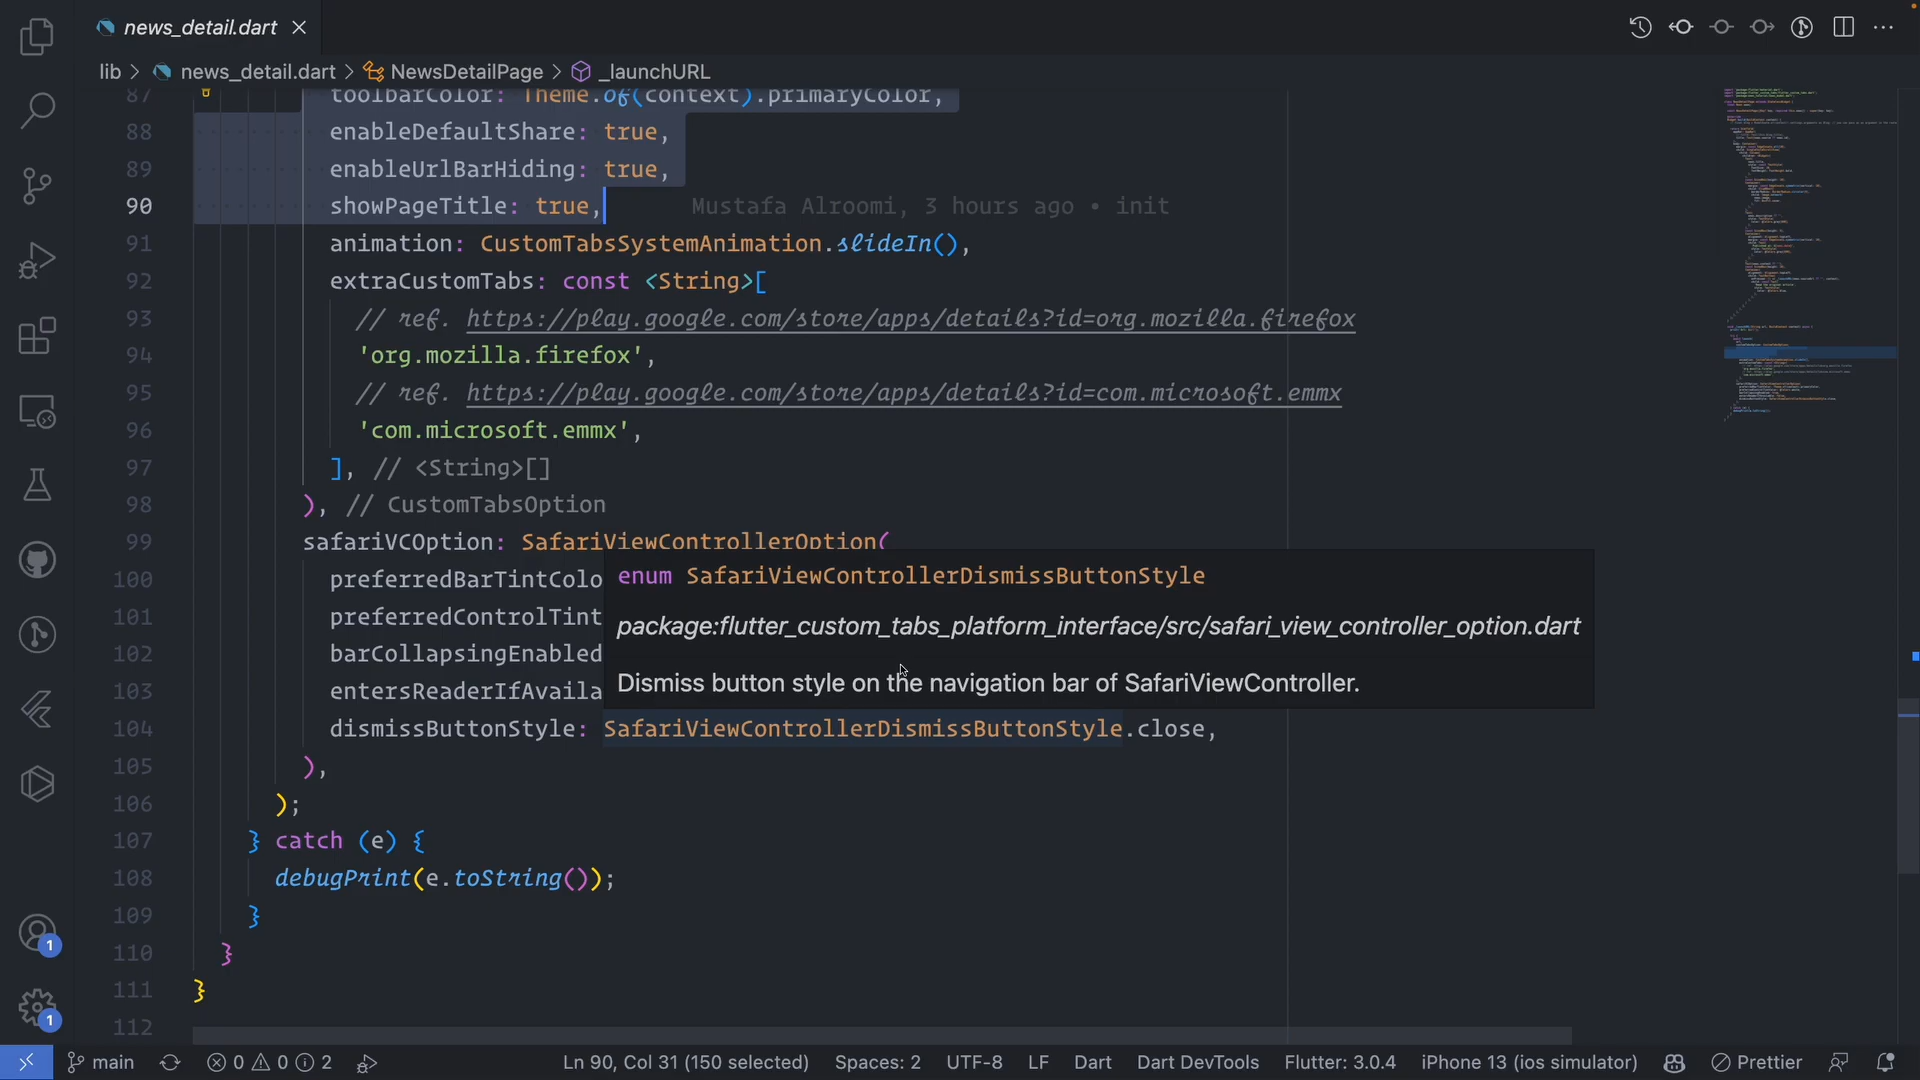 news_detail.dart
lib > news_detail.dart > NewsDetailPage > _launchURL
87 toolbarColor: Theme.of(context).primaryColor,
88 enableDefaultShare: true,
89 enableUrlBarHiding: true,
90 showPageTitle: true, Mustafa Alroomi, 3 hours ago • init
91 animation: CustomTabsSystemAnimation.slideIn(),
92 extraCustomTabs: const <String>[
93 // ref. https://play.google.com/store/apps/details?id=org.mozilla.firefox
94 'org.mozilla.firefox',
95 // ref. https://play.google.com/store/apps/details?id=com.microsoft.emmx
96 'com.microsoft.emmx',
97 ], // <String>[]
98 ), // CustomTabsOption
99 safariVCOption: SafariViewControllerOption(
enum SafariViewControllerDismissButtonStyle
package:flutter_custom_tabs_platform_interface/src/safari_view_controller_option.dart
Dismiss button style on the navigation bar of SafariViewController.
100 preferredBarTintColo
101 preferredControlTint
102 barCollapsingEnabled
103 entersReaderIfAvaila
104 dismissButtonStyle: SafariViewControllerDismissButtonStyle.close,
105 ),
106 );
107 } catch (e) {
108 debugPrint(e.toString());
109 }
110 }
111 }
112
1
1
main 0 0 2 Ln 90, Col 31 (150 selected) Spaces: 2 UTF-8 LF Dart Dart DevTools Flutter: 3.0.4 iPhone 13 (ios simulator) Prettier